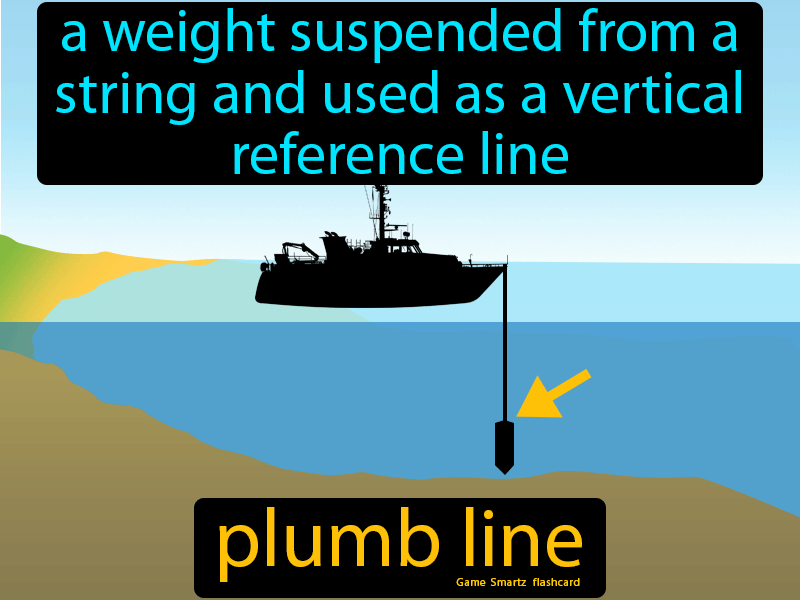 a weight suspended from a
string and used as a vertical
reference line
plumb line
Game Smartz flashcard